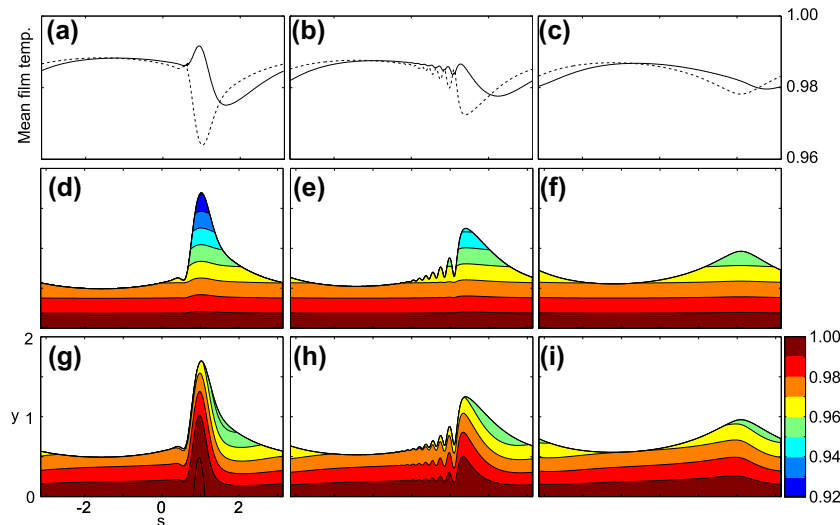 (a) (b) (c) 1.00
Mean film temp.
0.98
0.96
(d) (e) (f)
(g) (h) (i)
2 1.00
0.98
y 1
0.96
0.94
0 0.92
-2 0 2
s